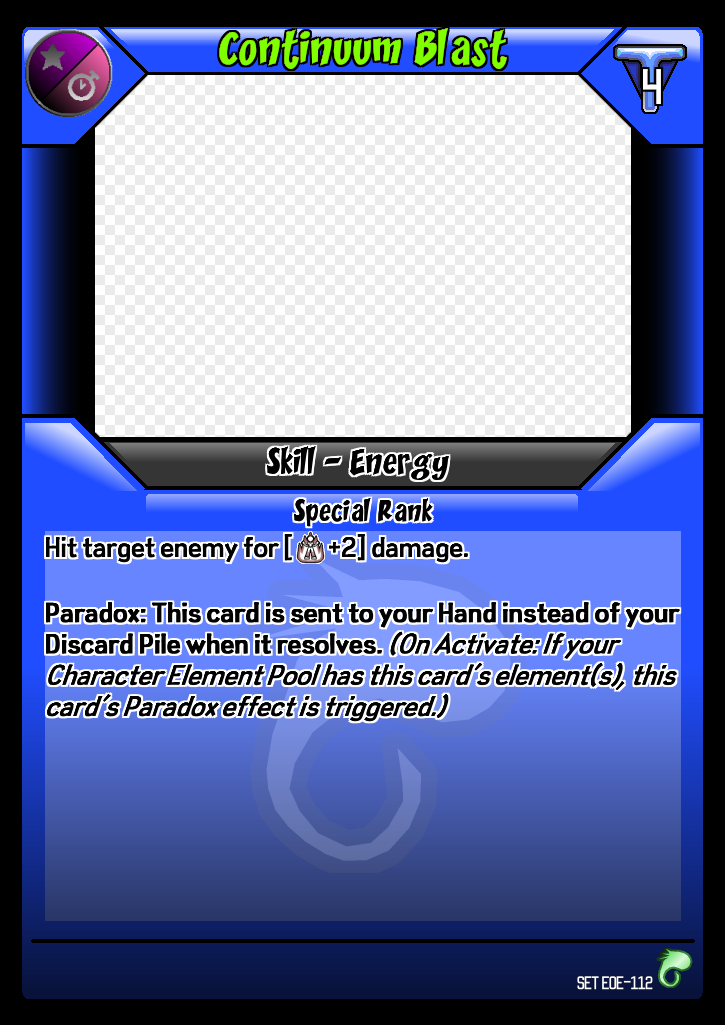 Continuum Blast
4
Skill - Energy
Special Rank
Hit target enemy for [ +2] damage.
Paradox: This card is sent to your Hand instead of your
Discard Pile when it resolves. (On Activate: If your
Character Element Pool has this card's element(s), this
card's Paradox effect is triggered.)
SET EOE-112